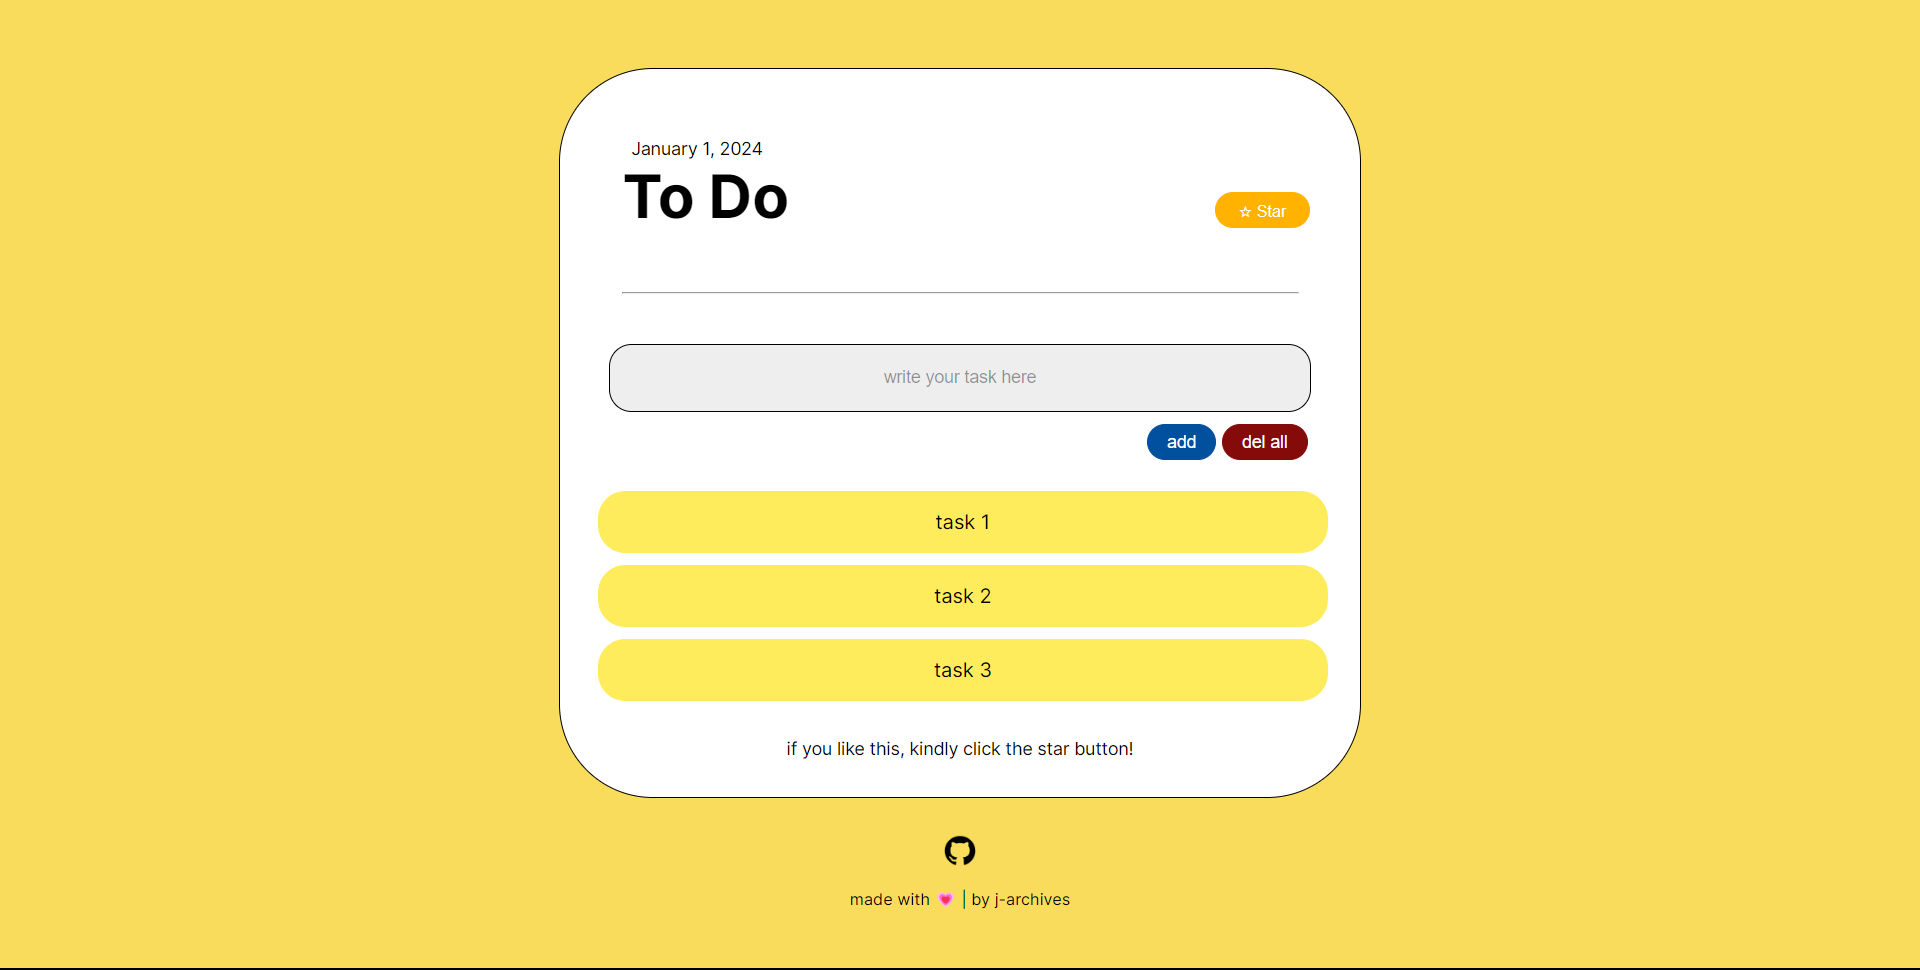 January 1, 2024
To Do
☆ Star
write your task here
add del all
task 1
task 2
task 3
if you like this, kindly click the star button!
made with 💗 | by j-archives